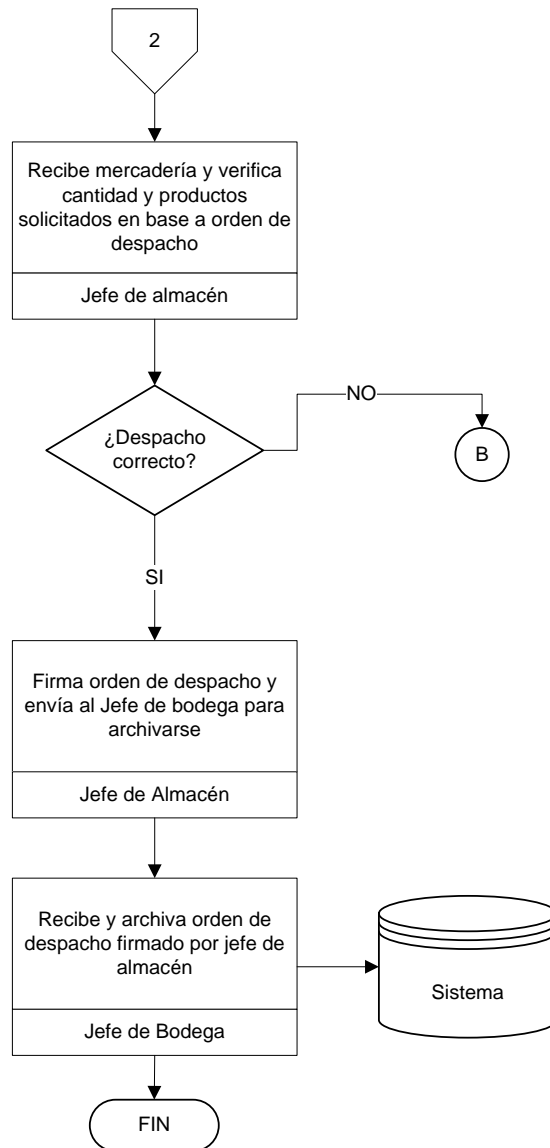 2
Recibe mercadería y verifica
cantidad y productos
solicitados en base a orden de
despacho
Jefe de almacén
¿Despacho
correcto?
NO
B
SI
Firma orden de despacho y
envía al Jefe de bodega para
archivarse
Jefe de Almacén
Recibe y archiva orden de
despacho firmado por jefe de
almacén
Sistema
Jefe de Bodega
FIN